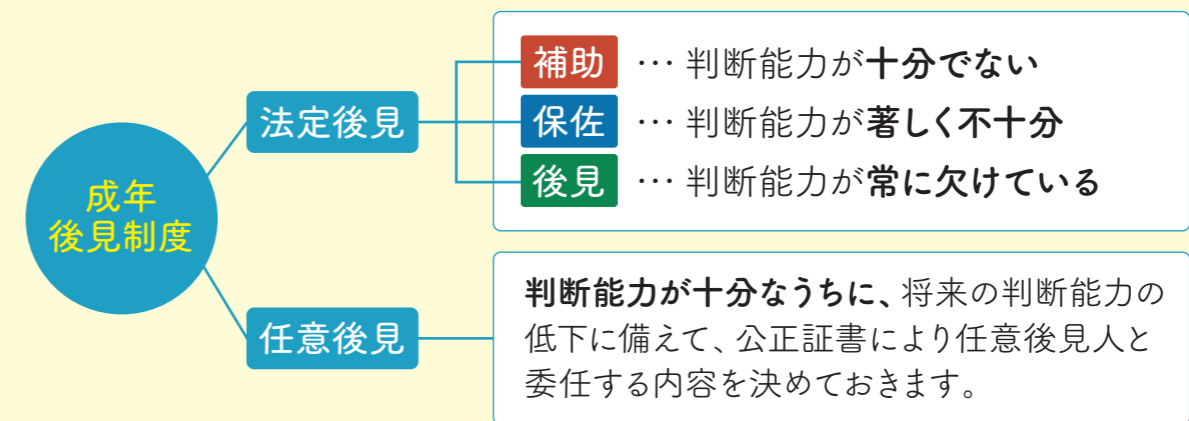 成年
後見制度
法定後見
補助 … 判断能力が十分でない
保佐 … 判断能力が著しく不十分
後見 … 判断能力が常に欠けている
任意後見
判断能力が十分なうちに、将来の判断能力の
低下に備えて、公正証書により任意後見人と
委任する内容を決めておきます。